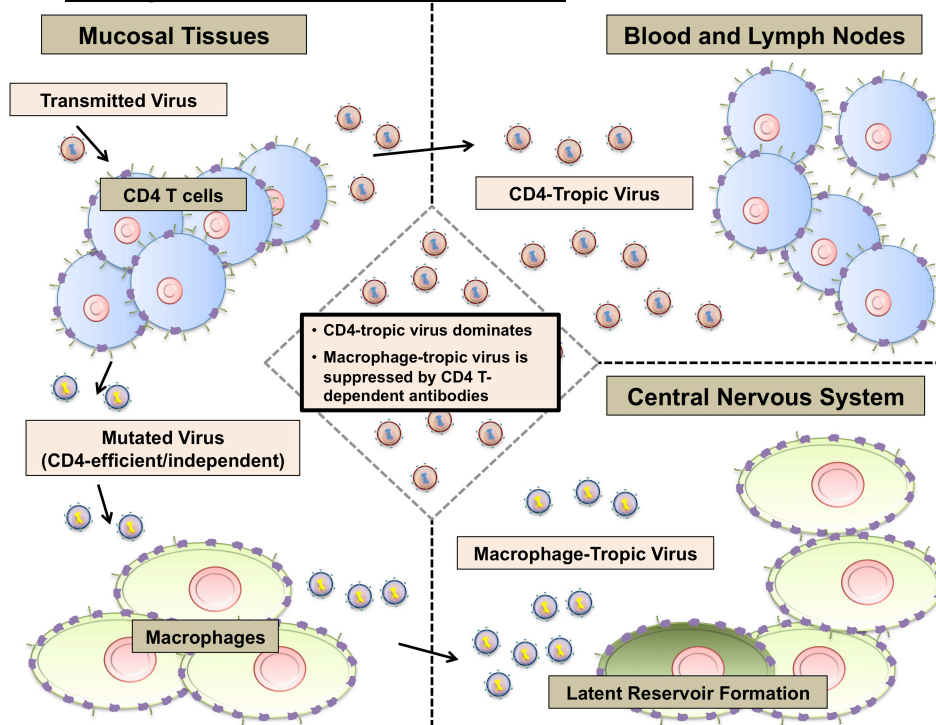 Mucosal Tissues
Blood and Lymph Nodes
Transmitted Virus
CD4 T cells
CD4-Tropic Virus
• CD4-tropic virus dominates
• Macrophage-tropic virus is
suppressed by CD4 T-
dependent antibodies
Central Nervous System
Mutated Virus
(CD4-efficient/independent)
Macrophage-Tropic Virus
Macrophages
Latent Reservoir Formation